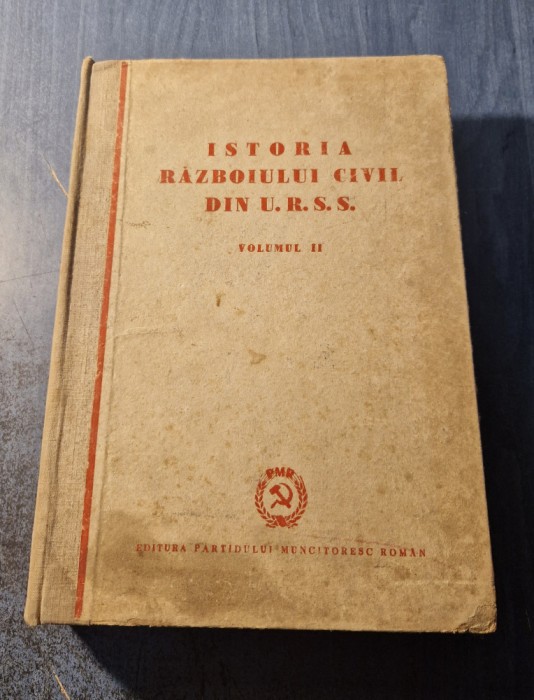 ISTORIA
RĂZBOIULUI CIVIL
DIN U.R.S.S.
VOLUMUL II
PMR
EDITURA PARTIDULUI MUNCITORESC ROMÂN